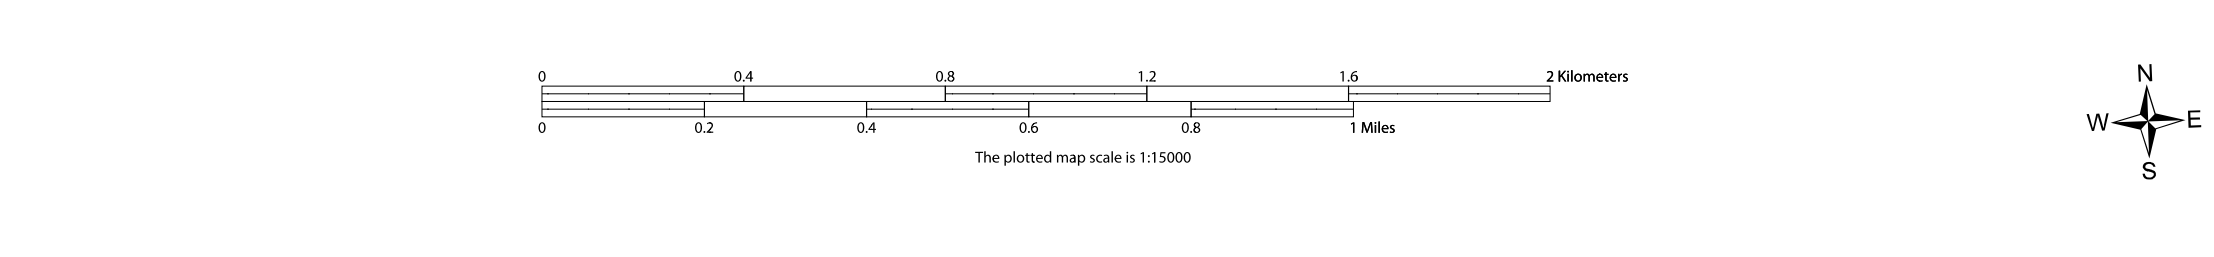 0 0.4 0.8 1.2 1.6 2 Kilometers
0 0.2 0.4 0.6 0.8 1 Miles
The plotted map scale is 1:15000
N
W E
S